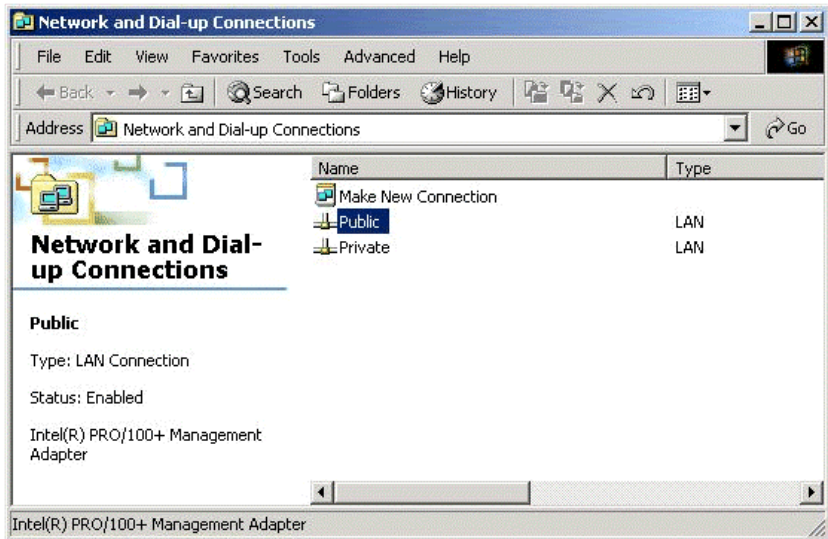 Network and Dial-up Connections
File Edit View Favorites Tools Advanced Help
Back Search Folders History
Address Network and Dial-up Connections Go
Name Type
Make New Connection
Public LAN
Private LAN
Network and Dial-
up Connections
Public
Type: LAN Connection
Status: Enabled
Intel(R) PRO/100+ Management
Adapter
Intel(R) PRO/100+ Management Adapter